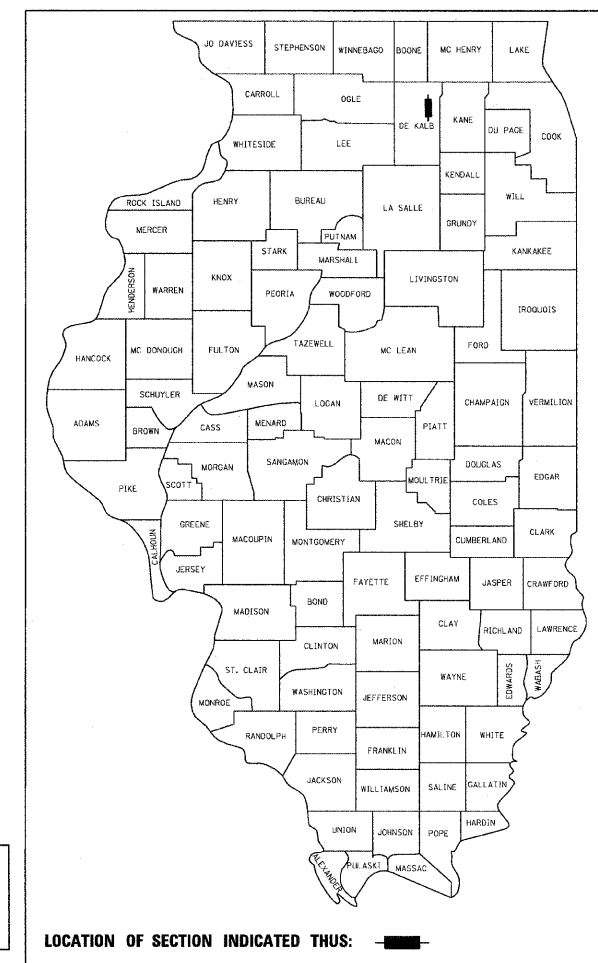 JO DAVIESS
STEPHENSON
WINNEBAGO
BOONE
MC HENRY
LAKE
CARROLL
OGLE
DE KALB
KANE
DU PAGE
COOK
WHITESIDE
LEE
KENDALL
WILL
ROCK ISLAND
HENRY
BUREAU
LA SALLE
GRUNDY
MERCER
PUTNAM
KANKAKEE
STARK
MARSHALL
HENDERSON
WARREN
KNOX
PEORIA
WOODFORD
LIVINGSTON
IROQUOIS
TAZEWELL
FORD
HANCOCK
MC DONOUGH
FULTON
MC LEAN
MASON
SCHUYLER
LOGAN
DE WITT
CHAMPAIGN
VERMILION
ADAMS
BROWN
CASS
MENARD
PIATT
MACON
SANGAMON
DOUGLAS
MORGAN
MOULTRIE
EDGAR
PIKE
SCOTT
CHRISTIAN
COLES
GREENE
SHELBY
CALHOUN
MACOUPIN
MONTGOMERY
CUMBERLAND
CLARK
JERSEY
FAYETTE
EFFINGHAM
JASPER
CRAWFORD
BOND
MADISON
CLAY
MARION
RICHLAND
LAWRENCE
CLINTON
ST. CLAIR
WAYNE
EDWARDS
WABASH
WASHINGTON
JEFFERSON
MONROE
PERRY
HAMILTON
WHITE
RANDOLPH
FRANKLIN
JACKSON
WILLIAMSON
SALINE
GALLATIN
UNION
JOHNSON
POPE
HARDIN
ALEXANDER
PULASKI
MASSAC
LOCATION OF SECTION INDICATED THUS: